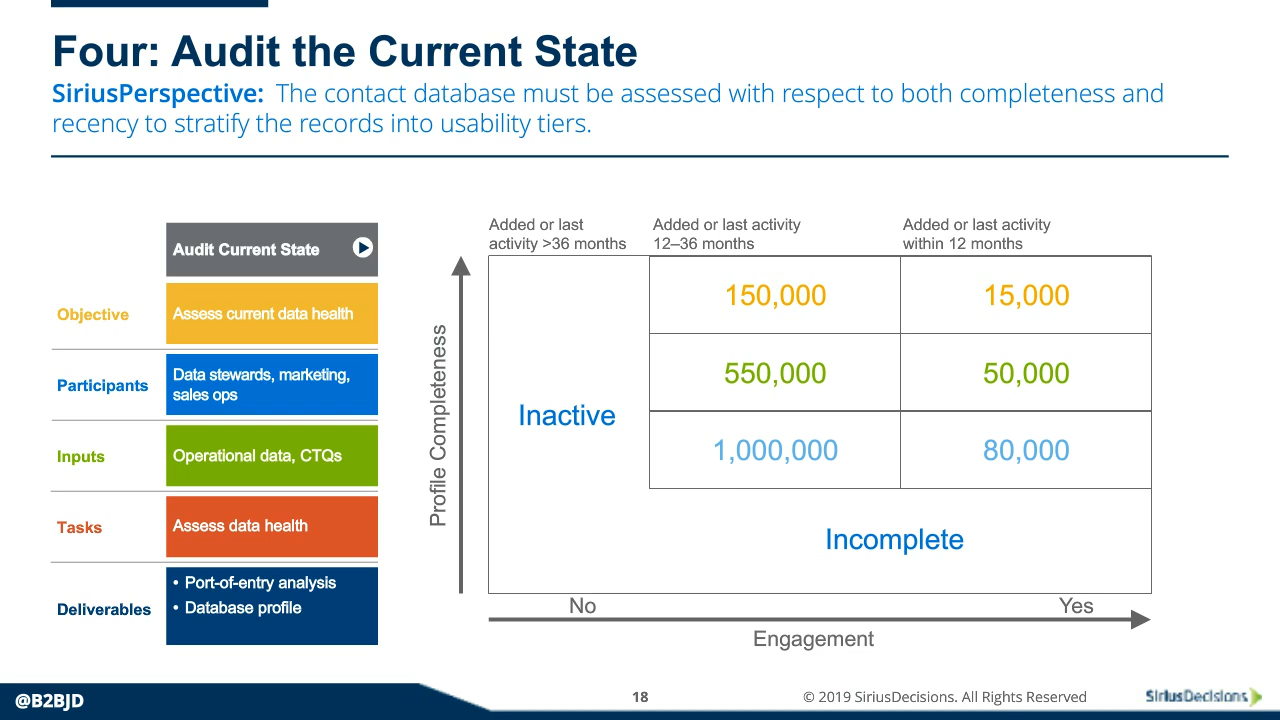 Four: Audit the Current State
SiriusPerspective: The contact database must be assessed with respect to both completeness and
recency to stratify the records into usability tiers.
Audit Current State
Objective
Assess current data health
Participants
Data stewards, marketing,
sales ops
Inputs
Operational data, CTQs
Tasks
Assess data health
Deliverables
• Port-of-entry analysis
• Database profile
Added or last
activity >36 months
Added or last activity
12–36 months
Added or last activity
within 12 months
Profile Completeness
Inactive
150,000
15,000
550,000
50,000
1,000,000
80,000
Incomplete
No
Yes
Engagement
@B2BJD
18
© 2019 SiriusDecisions. All Rights Reserved
SiriusDecisions